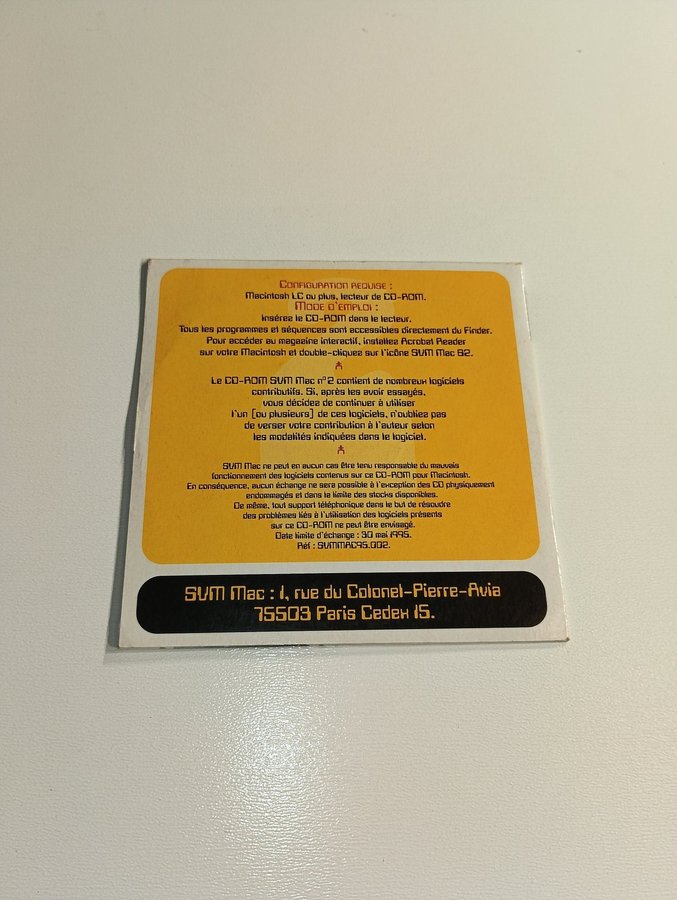 Configuration requise :
Macintosh LC ou plus, lecteur de CD-ROM.
Mode d'emploi :
Insérez le CD-ROM dans le lecteur.
Tous les programmes et séquences sont accessibles directement du Finder.
Pour accéder au magazine interactif, installez Acrobat Reader
sur votre Macintosh et double-cliquez sur l'icône SVM Mac 92.
Le CD-ROM SVM Mac n°2 contient de nombreux logiciels
contributifs. Si, après les avoir essayés,
vous décidez de continuer à utiliser
l'un (ou plusieurs) de ces logiciels, n'oubliez pas
de verser votre contribution à l'auteur selon
les modalités indiquées dans le logiciel.
SVM Mac ne peut en aucun cas être tenu responsable du mauvais
fonctionnement des logiciels contenus sur ce CD-ROM pour Macintosh.
En conséquence, aucun échange ne sera possible à l'exception des CD physiquement
endommagés et dans la limite des stocks disponibles.
De même, tout support téléphonique dans le but de résoudre
des problèmes liés à l'utilisation des logiciels présents
sur ce CD-ROM ne peut être envisagé.
Date limite d'échange : 30 mai 1995.
Réf : SVMMAC95.002.
SVM Mac : 1, rue du Colonel-Pierre-Avia
75503 Paris Cedex 15.